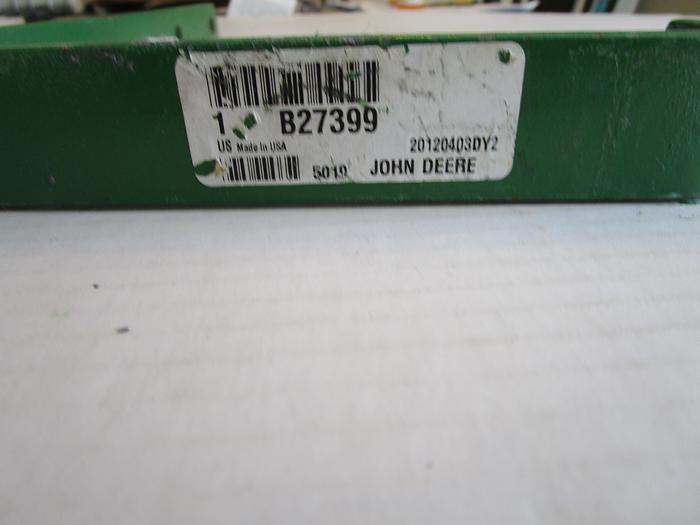 1 B27399
US Made in USA 20120403DY2
5019 JOHN DEERE